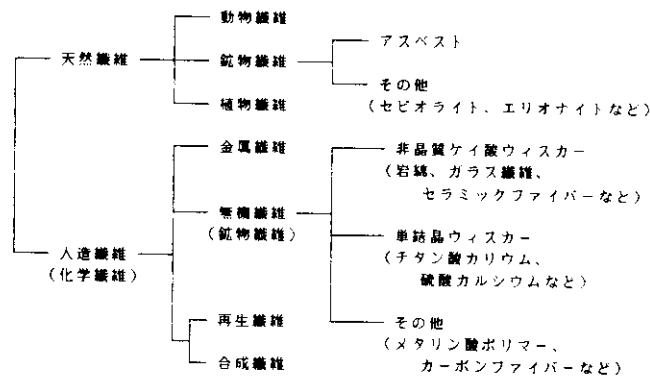 動物繊維
天然繊維
鉱物繊維
アスベスト
植物繊維
その他
(セピオライト、エリオナイトなど)
金属繊維
非晶質ケイ酸ウィスカー
(岩綿、ガラス繊維、
セラミックファイバーなど)
無機繊維
(鉱物繊維)
人造繊維
(化学繊維)
単結晶ウィスカー
(チタン酸カリウム、
硫酸カルシウムなど)
再生繊維
合成繊維
その他
(メタリン酸ポリマー、
カーボンファイバーなど)